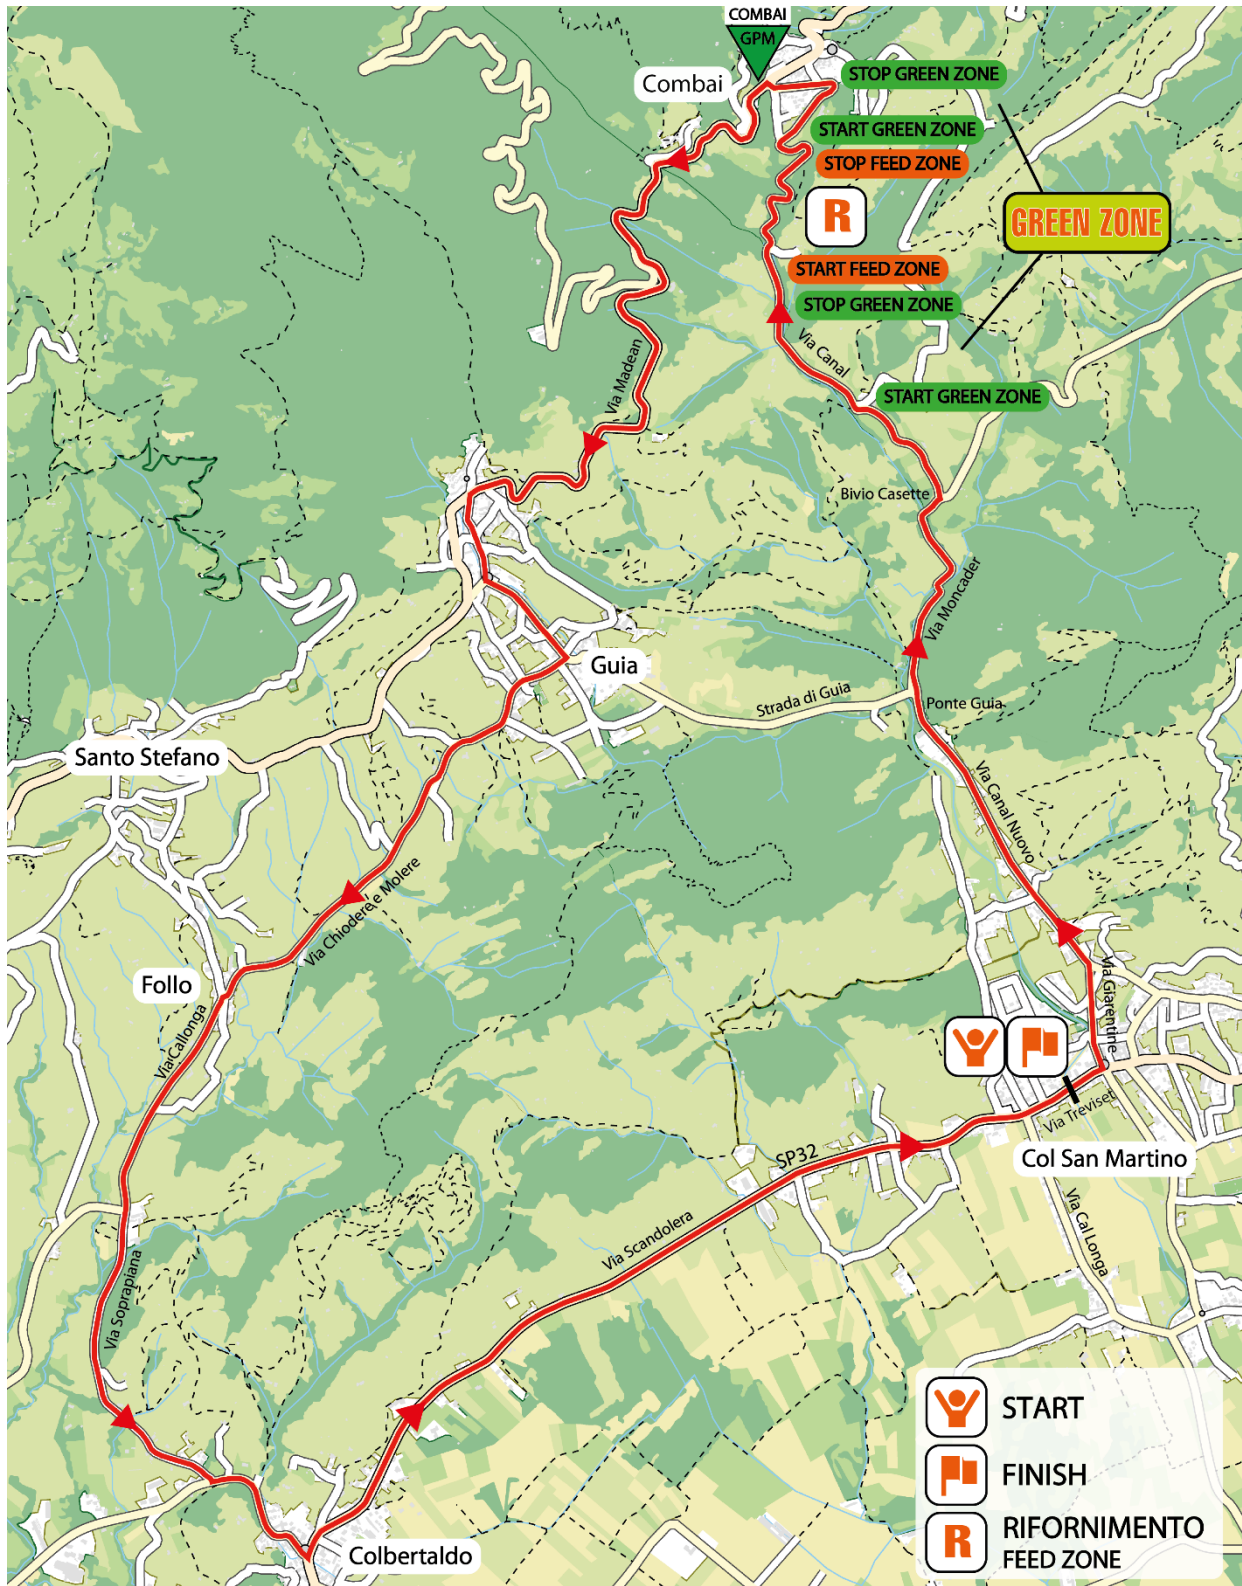 COMBAI
GPM
Combai
STOP GREEN ZONE
START GREEN ZONE
STOP FEED ZONE
R
GREEN ZONE
START FEED ZONE
STOP GREEN ZONE
Via Canal
Via Madean
START GREEN ZONE
Bivio Casette
Via Moncader
Guia
Strada di Guia
Ponte Guia
Santo Stefano
Via Canal Nuovo
Via Chiodere e Molere
Follo
Via Giarentine
Via Callonga
Via Treviset
Col San Martino
SP32
Via Scandolera
Via Cal Longa
Via Soprapiana
Colbertaldo
START
FINISH
R
RIFORNIMENTO
FEED ZONE